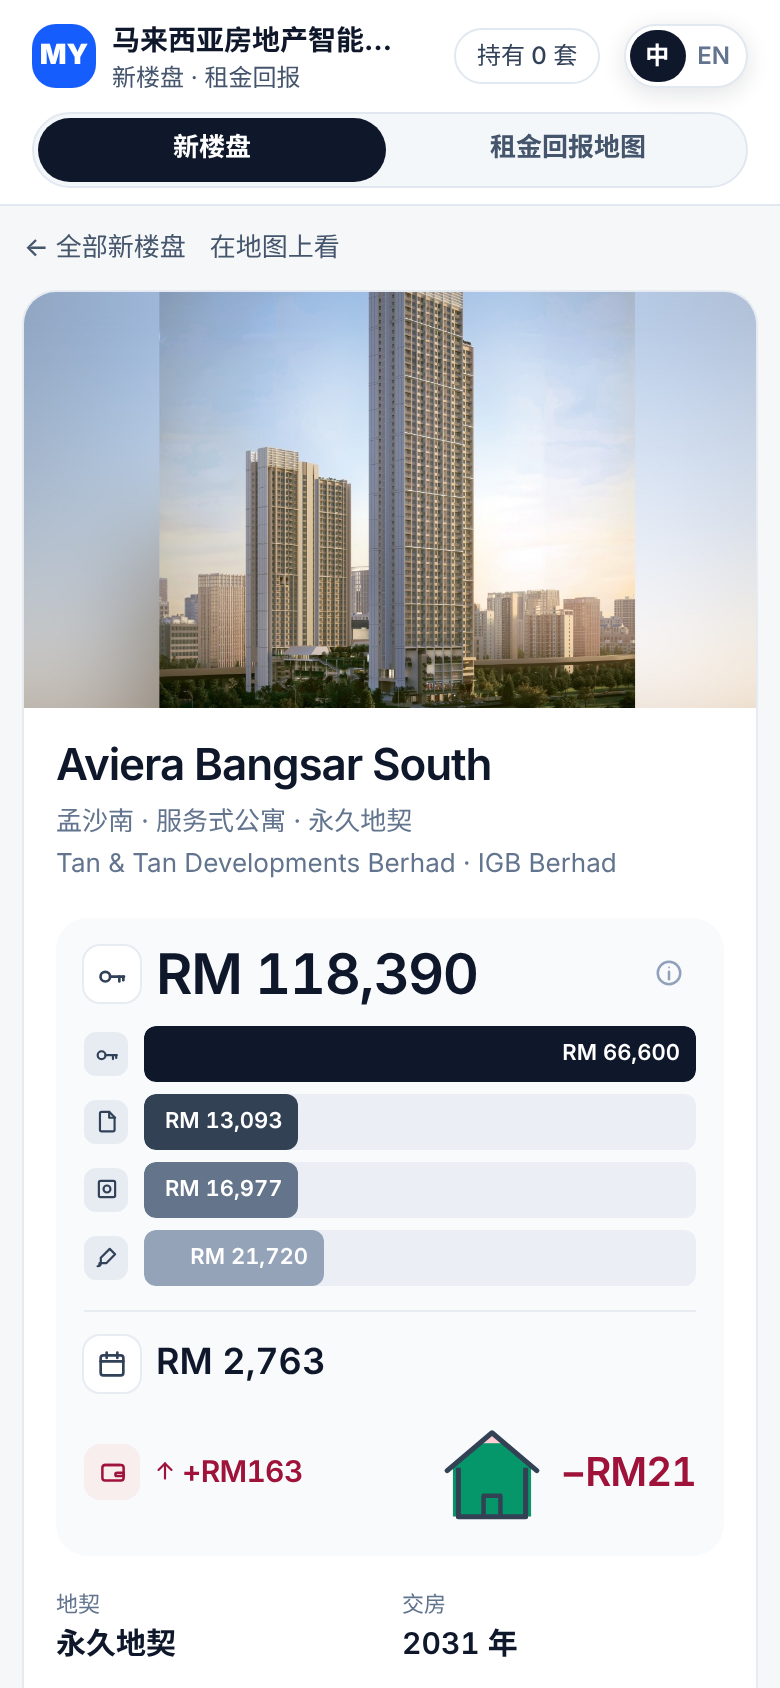 MY
马来西亚房地产智能...
新楼盘 · 租金回报
持有 0 套
中 EN
新楼盘 租金回报地图
← 全部新楼盘 在地图上看
Aviera Bangsar South
孟沙南 · 服务式公寓 · 永久地契
Tan & Tan Developments Berhad · IGB Berhad
RM 118,390
RM 66,600
RM 13,093
RM 16,977
RM 21,720
RM 2,763
↑ +RM163
−RM21
地契 交房
永久地契 2031 年